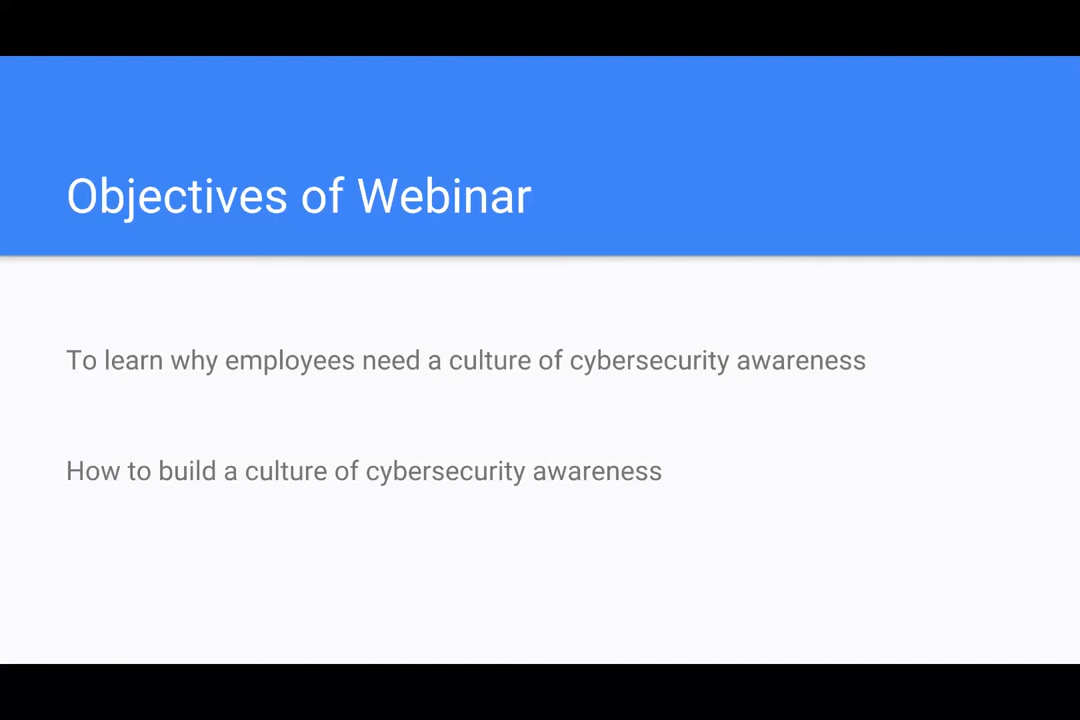 Objectives of Webinar
To learn why employees need a culture of cybersecurity awareness
How to build a culture of cybersecurity awareness